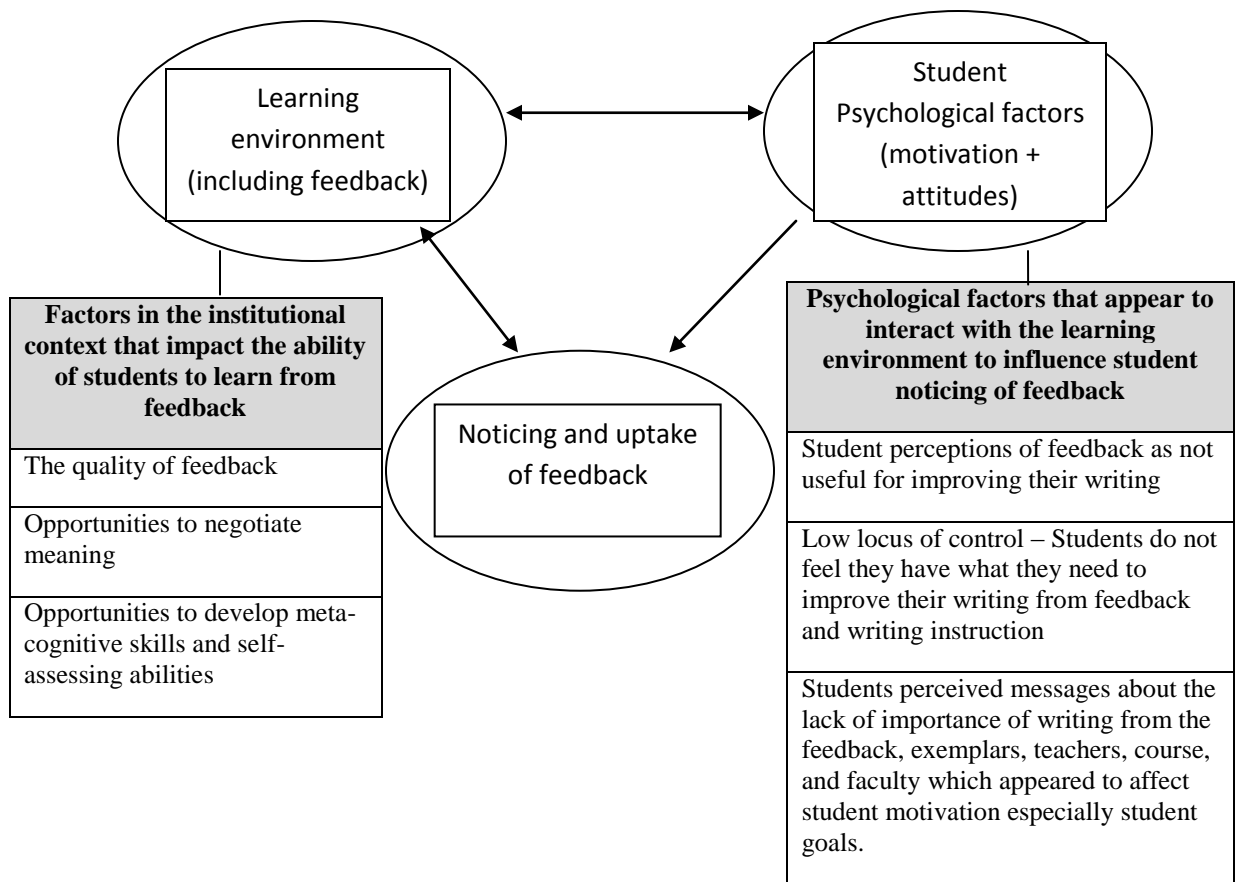 Learning
environment
(including feedback)
Student
Psychological factors
(motivation +
attitudes)
Noticing and uptake
of feedback
Factors in the institutional
context that impact the ability
of students to learn from
feedback
The quality of feedback
Opportunities to negotiate
meaning
Opportunities to develop meta-
cognitive skills and self-
assessing abilities
Psychological factors that appear to
interact with the learning
environment to influence student
noticing of feedback
Student perceptions of feedback as not
useful for improving their writing
Low locus of control – Students do not
feel they have what they need to
improve their writing from feedback
and writing instruction
Students perceived messages about the
lack of importance of writing from the
feedback, exemplars, teachers, course,
and faculty which appeared to affect
student motivation especially student
goals.